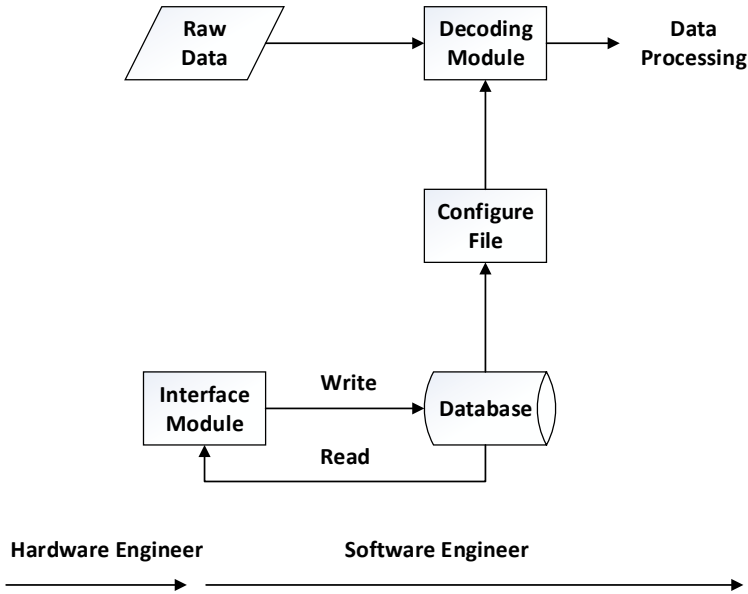 Raw
Data
Decoding
Module
Data
Processing
Configure
File
Interface
Module
Write
Database
Read
Hardware Engineer
Software Engineer